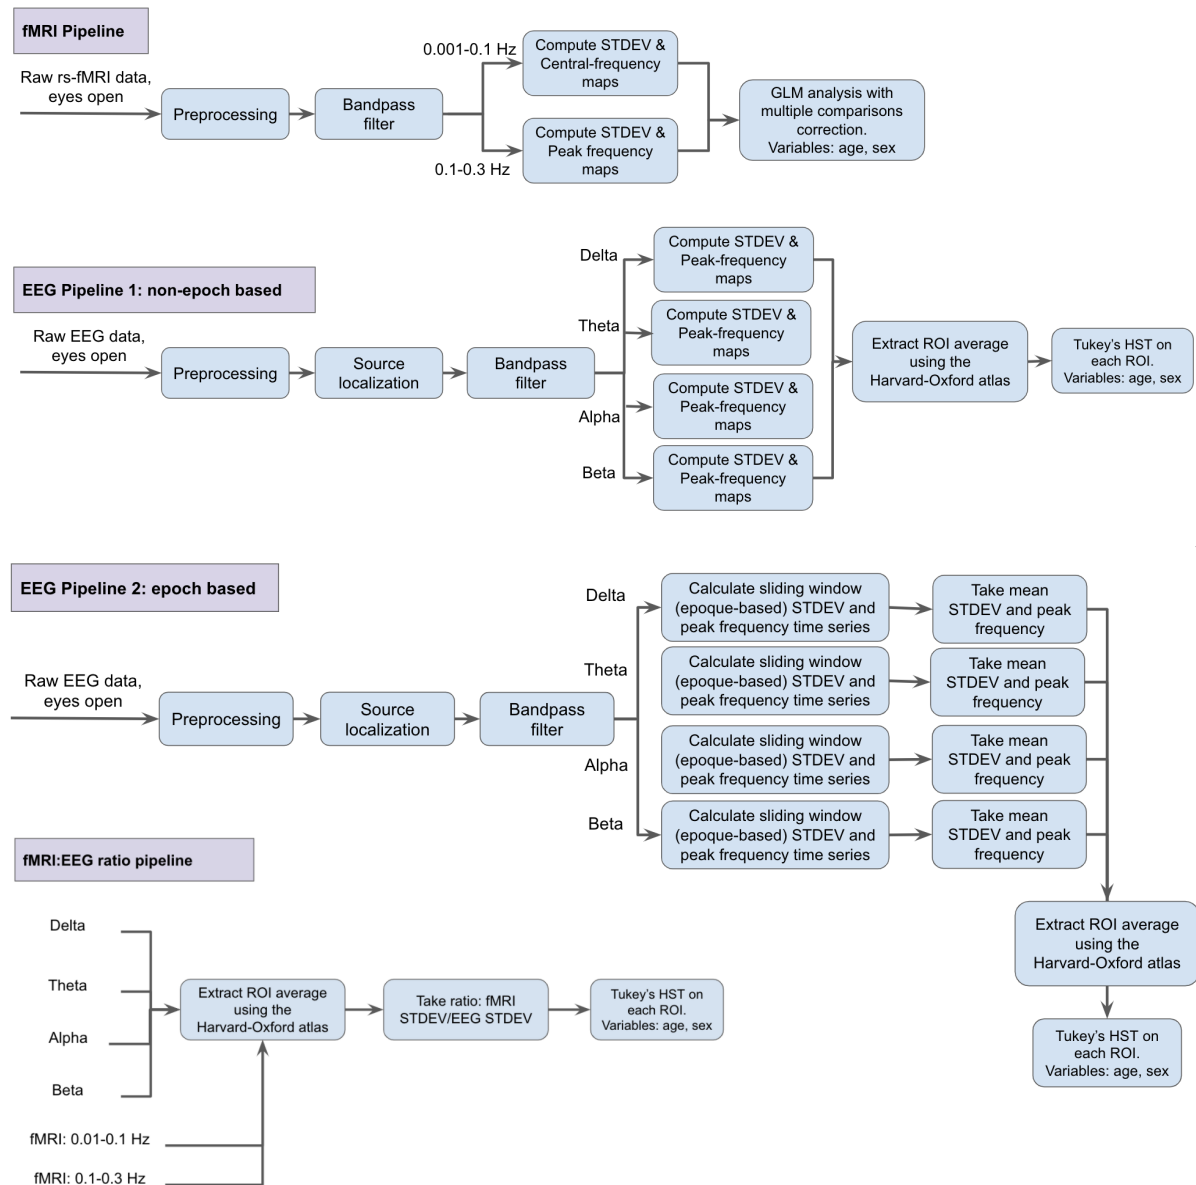 fMRI Pipeline
Raw rs-fMRI data,
eyes open
Preprocessing
Bandpass
filter
0.001-0.1 Hz
0.1-0.3 Hz
Compute STDEV &
Central-frequency
maps
Compute STDEV &
Peak frequency
maps
GLM analysis with
multiple comparisons
correction.
Variables: age, sex
EEG Pipeline 1: non-epoch based
Raw EEG data,
eyes open
Preprocessing
Source
localization
Bandpass
filter
Delta
Compute STDEV &
Peak-frequency
maps
Theta
Compute STDEV &
Peak-frequency
maps
Alpha
Compute STDEV &
Peak-frequency
maps
Beta
Compute STDEV &
Peak-frequency
maps
Extract ROI average
using the
Harvard-Oxford atlas
Tukey's HST on
each ROI.
Variables: age, sex
EEG Pipeline 2: epoch based
Raw EEG data,
eyes open
Preprocessing
Source
localization
Bandpass
filter
Delta
Calculate sliding window
(epoque-based) STDEV and
peak frequency time series
Take mean
STDEV and peak
frequency
Theta
Calculate sliding window
(epoque-based) STDEV and
peak frequency time series
Take mean
STDEV and peak
frequency
Alpha
Calculate sliding window
(epoque-based) STDEV and
peak frequency time series
Take mean
STDEV and peak
frequency
Beta
Calculate sliding window
(epoque-based) STDEV and
peak frequency time series
Take mean
STDEV and peak
frequency
Extract ROI average
using the
Harvard-Oxford atlas
Tukey's HST on
each ROI.
Variables: age, sex
fMRI:EEG ratio pipeline
Delta
Theta
Alpha
Beta
fMRI: 0.01-0.1 Hz
fMRI: 0.1-0.3 Hz
Extract ROI average
using the
Harvard-Oxford atlas
Take ratio: fMRI
STDEV/EEG STDEV
Tukey's HST on
each ROI.
Variables: age, sex